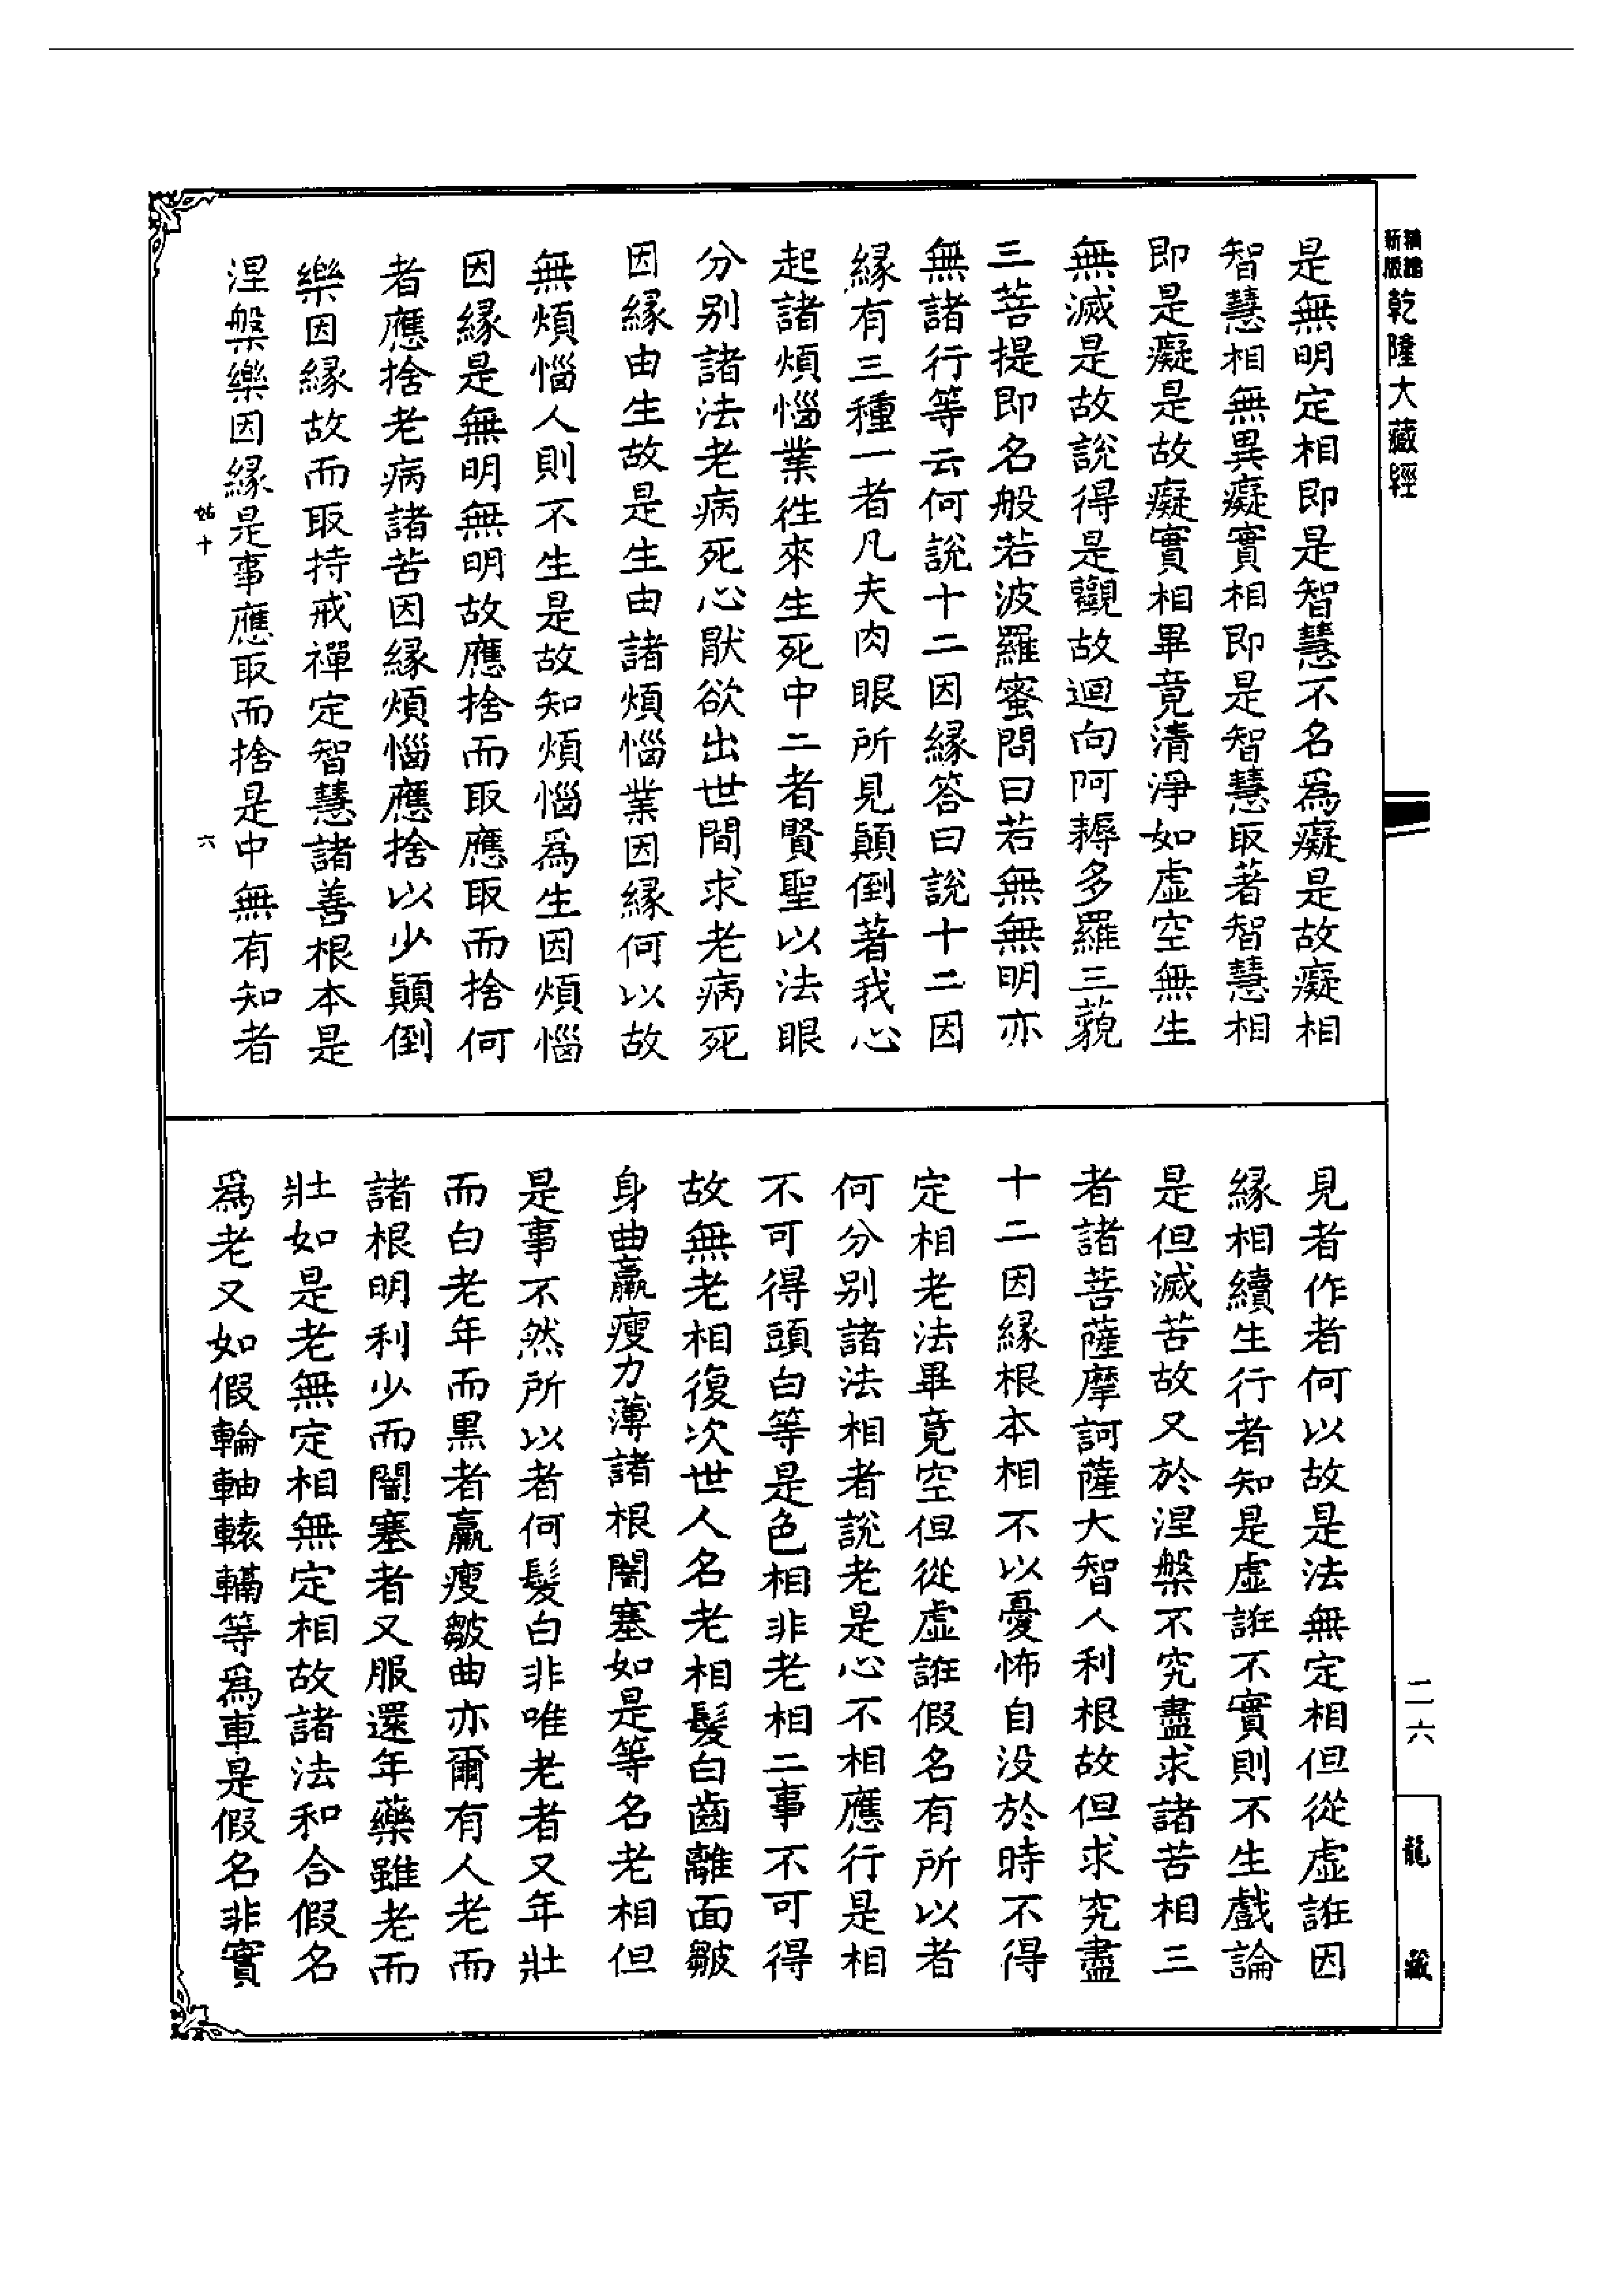 新版精縮乾隆大藏經
是無明定相即是智慧不名爲癡是故癡相
智慧相無異癡實相即是智慧取著智慧相
即是癡是故癡實相畢竟清淨如虛空無生
無滅是故說得是觀故迴向阿耨多羅三藐
三菩提即名般若波羅蜜問曰若無無明亦
無諸行等云何說十二因緣答曰說十二因
緣有三種一者凡夫肉眼所見顛倒著我心
起諸煩惱業徃來生死中二者賢聖以法眼
分別諸法老病死心厭欲出世間求老病死
因緣由生故是生由諸煩惱業因緣何以故
無煩惱人則不生是故知煩惱爲生因煩惱
因緣是無明無明故應捨而取應取而捨何
者應捨老病諸苦因緣煩惱應捨以少顛倒
樂因緣故而取持戒禪定智慧諸善根本是
涅槃樂因緣是事應取而捨是中無有知者
姑十 六
見者作者何以故是法無定相但從虛誑因
緣相續生行者知是虛誑不實則不生戲論
是但滅苦故又於涅槃不究盡求諸苦相三
者諸菩薩摩訶薩大智人利根故但求究盡
十二因緣根本相不以憂怖自没於時不得
定相老法畢竟空但從虛誑假名有所以者
何分別諸法相者說老是心不相應行是相
不可得頭白等是色相非老相二事不可得
故無老相復次世人名老相髮白齒離面皺
身曲羸瘦力薄諸根闇塞如是等名老相但
是事不然所以者何髮白非唯老者又年壯
而白老年而黑者羸瘦皺曲亦爾有人老而
諸根明利少而闇塞者又服還年藥雖老而
壯如是老無定相無定相故諸法和合假名
爲老又如假輪軸轅輻等爲車是假名非實
二六
龍藏